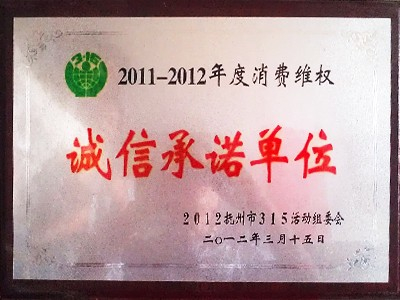 2011-2012年度消费维权
诚信承诺单位
2012抚州市315活动组委会
二〇一二年三月十五日